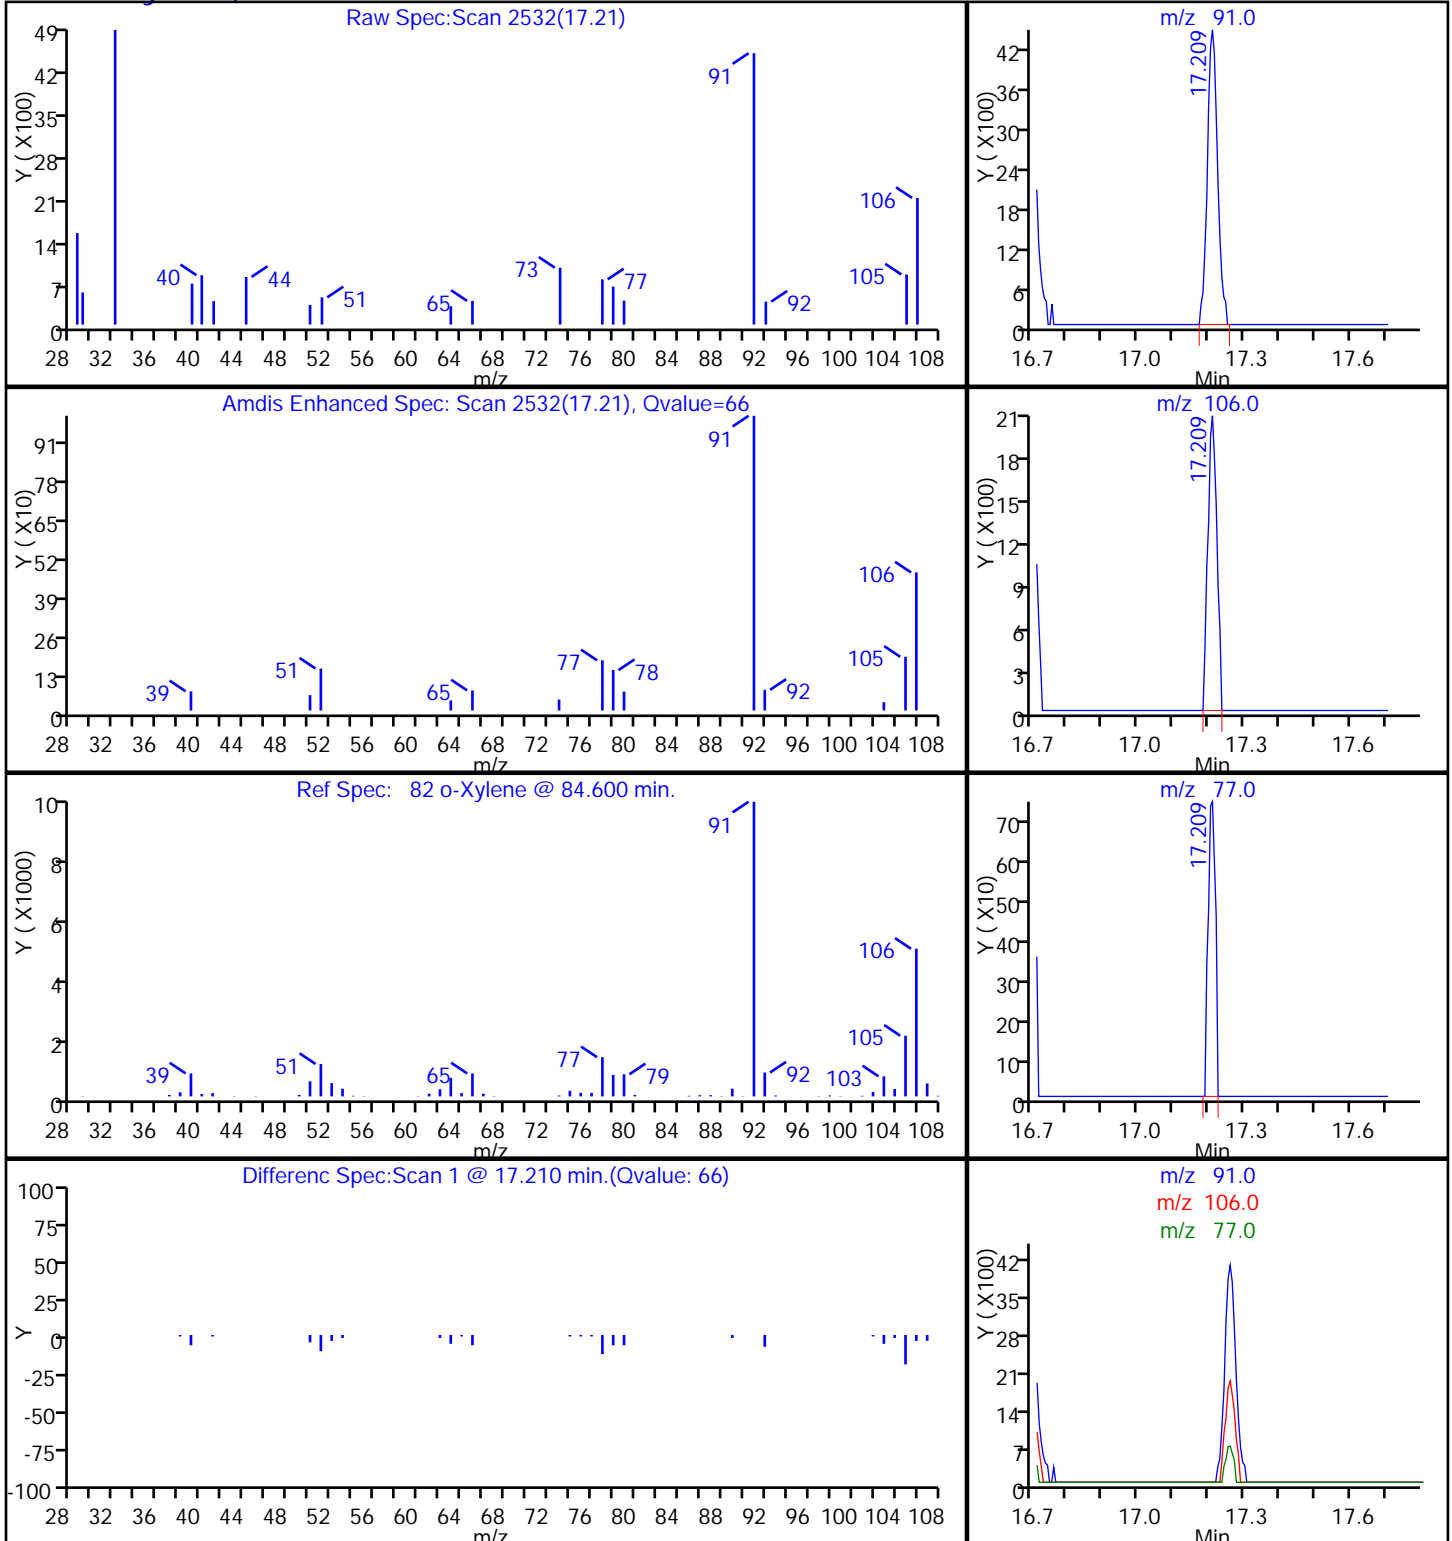 Raw Spec:Scan 2532(17.21)
Y ( X100)
49
42
35
28
21
14
7
0
91
106
40
44
51
65
73
77
92
105
28 32 36 40 44 48 52 56 60 64 68 72 76 80 84 88 92 96 100 104 108
m/z
m/z 91.0
Y ( X100)
42
36
30
24
18
12
6
0
17.209
16.7 17.0 17.3 17.6
Min
Amdis Enhanced Spec: Scan 2532(17.21), Qvalue=66
Y ( X10)
91
78
65
52
39
26
13
0
91
106
39
51
65
77
78
92
105
28 32 36 40 44 48 52 56 60 64 68 72 76 80 84 88 92 96 100 104 108
m/z
m/z 106.0
Y ( X100)
21
18
15
12
9
6
3
0
17.209
16.7 17.0 17.3 17.6
Min
Ref Spec: 82 o-Xylene @ 84.600 min.
Y ( X1000)
10
8
6
4
2
0
91
106
39
51
65
77
79
92
103
105
28 32 36 40 44 48 52 56 60 64 68 72 76 80 84 88 92 96 100 104 108
m/z
m/z 77.0
Y ( X10)
70
60
50
40
30
20
10
0
17.209
16.7 17.0 17.3 17.6
Min
Differenc Spec:Scan 1 @ 17.210 min.(Qvalue: 66)
Y
100
75
50
25
0
-25
-50
-75
-100
28 32 36 40 44 48 52 56 60 64 68 72 76 80 84 88 92 96 100 104 108
m/z
m/z 91.0
m/z 106.0
m/z 77.0
Y ( X100)
42
35
28
21
14
7
0
16.7 17.0 17.3 17.6
Min